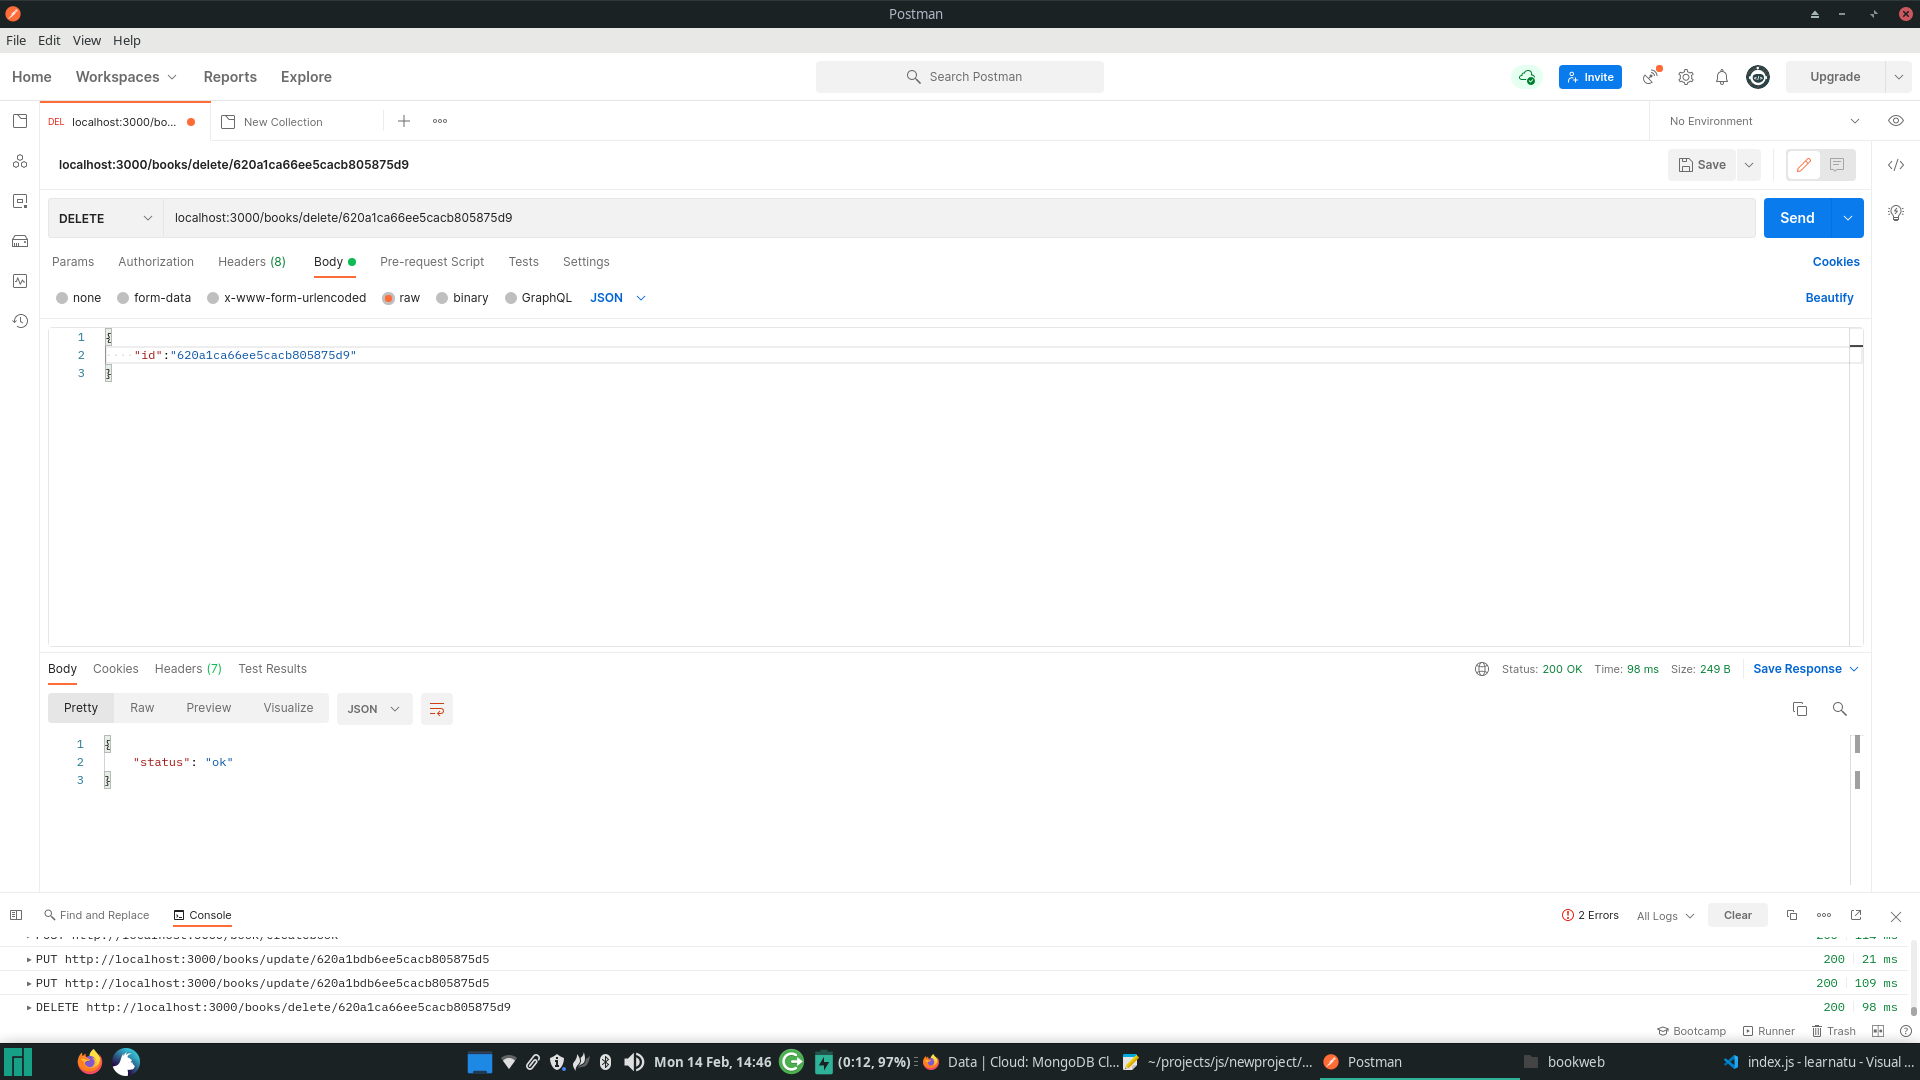 Postman
File Edit View Help
Home Workspaces Reports Explore Search Postman Invite Upgrade
DEL localhost:3000/bo... New Collection No Environment
localhost:3000/books/delete/620a1ca66ee5cacb805875d9 Save
DELETE localhost:3000/books/delete/620a1ca66ee5cacb805875d9 Send
Params Authorization Headers (8) Body Pre-request Script Tests Settings Cookies
none form-data x-www-form-urlencoded raw binary GraphQL JSON Beautify
1 {
2 "id":"620a1ca66ee5cacb805875d9"
3 }
Body Cookies Headers (7) Test Results Status: 200 OK Time: 98 ms Size: 249 B Save Response
Pretty Raw Preview Visualize JSON
1 {
2 "status": "ok"
3 }
Find and Replace Console 2 Errors All Logs Clear
PUT http://localhost:3000/books/update/620a1bdb6ee5cacb805875d5 200 21 ms
PUT http://localhost:3000/books/update/620a1bdb6ee5cacb805875d5 200 109 ms
DELETE http://localhost:3000/books/delete/620a1ca66ee5cacb805875d9 200 98 ms
Bootcamp Runner Trash
Mon 14 Feb, 14:46 (0:12, 97%) Data | Cloud: MongoDB Cl... ~/projects/js/newproject/... Postman bookweb index.js - learnatu - Visual ...